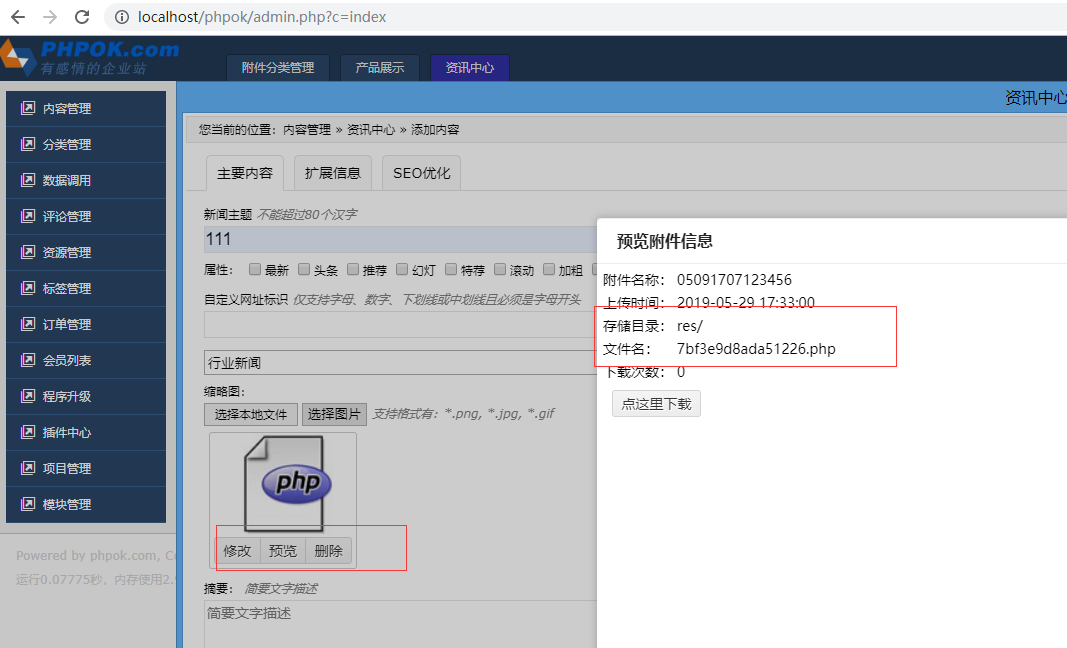 localhost/phpok/admin.php?c=index
PHPOK.com
有感情的企业站
附件分类管理 产品展示 资讯中心
资讯中心
内容管理
分类管理
数据调用
评论管理
资源管理
标签管理
订单管理
会员列表
程序升级
插件中心
项目管理
模块管理
Powered by phpok.com, C
运行0.07775秒，内存使用2.
您当前的位置：内容管理 » 资讯中心 » 添加内容
主要内容 扩展信息 SEO优化
新闻主题 不能超过80个汉字
111
属性： 最新 头条 推荐 幻灯 特荐 滚动 加粗
自定义网址标识 仅支持字母、数字、下划线或中划线且必须是字母开头
行业新闻
缩略图：
选择本地文件 选择图片 支持格式有：*.png, *.jpg, *.gif
php
修改 预览 删除
摘要： 简要文字描述
简要文字描述
预览附件信息
附件名称： 05091707123456
上传时间： 2019-05-29 17:33:00
存储目录： res/
文件名： 7bf3e9d8ada51226.php
下载次数： 0
点这里下载